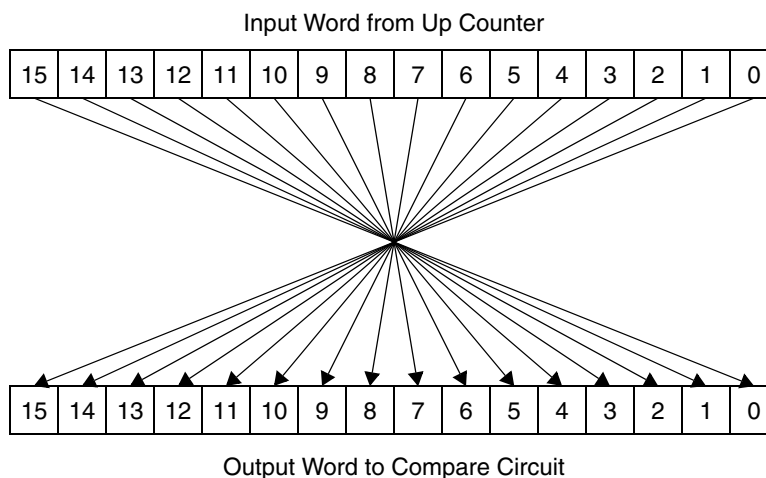 Input Word from Up Counter
15 14 13 12 11 10 9 8 7 6 5 4 3 2 1 0
15 14 13 12 11 10 9 8 7 6 5 4 3 2 1 0
Output Word to Compare Circuit